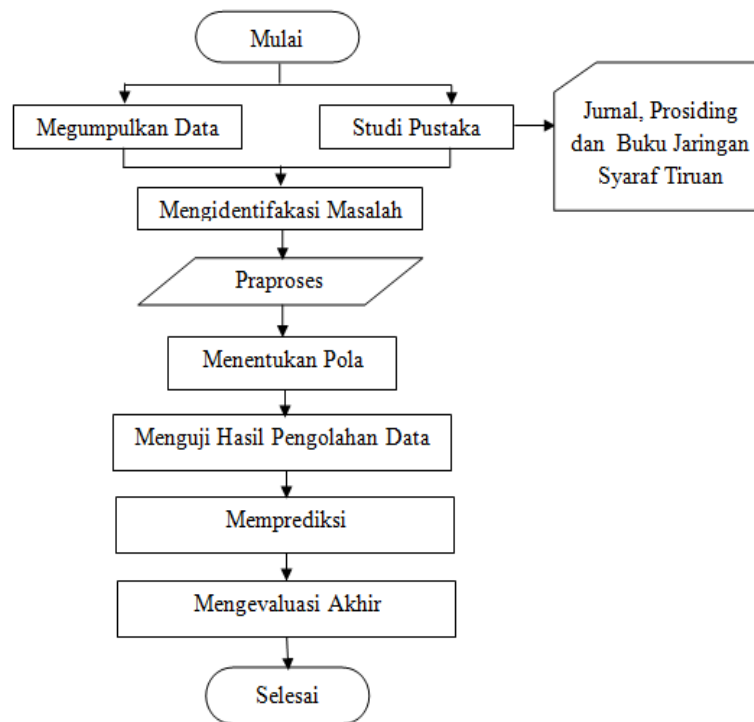 Mulai
Megumpulkan Data
Studi Pustaka
Jurnal, Prosiding
dan Buku Jaringan
Syaraf Tiruan
Mengidentifakasi Masalah
Praproses
Menentukan Pola
Menguji Hasil Pengolahan Data
Memprediksi
Mengevaluasi Akhir
Selesai